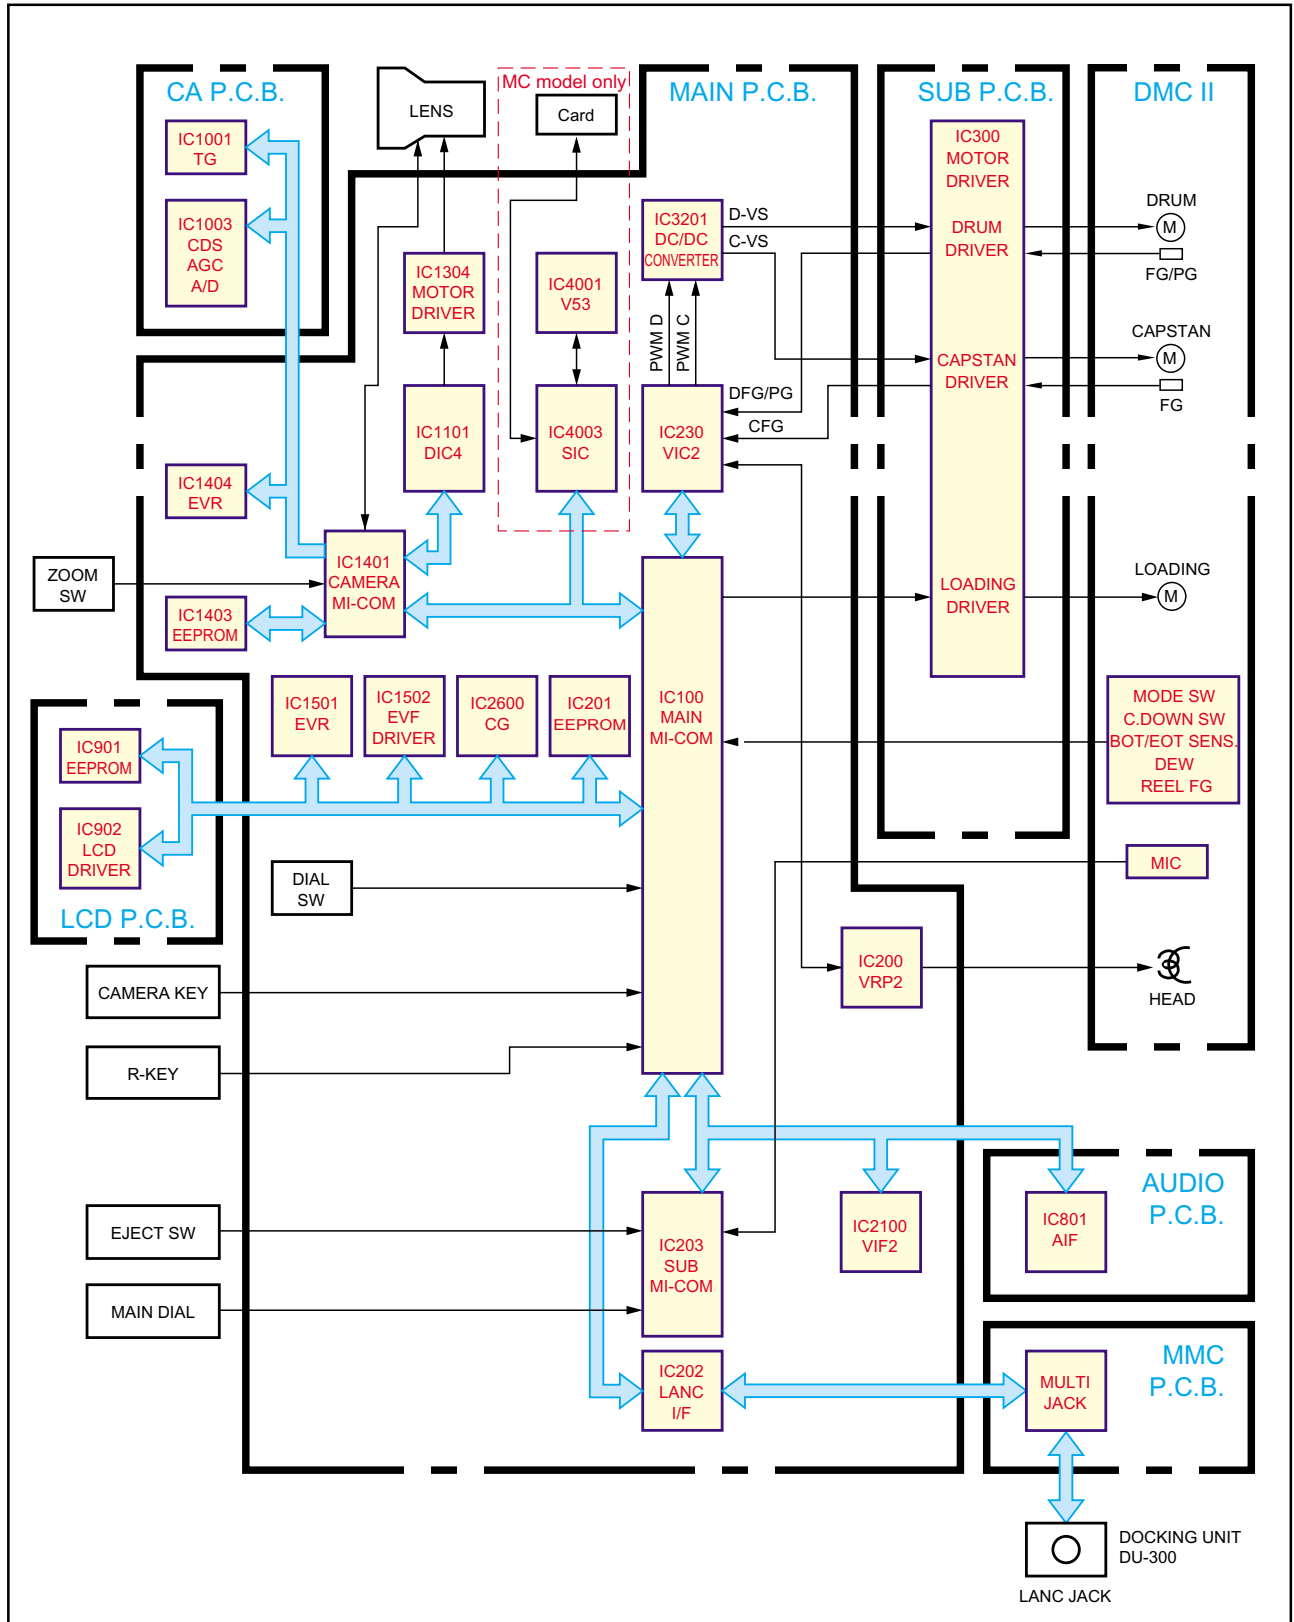 CA P.C.B.
IC1001
TG
IC1003
CDS
AGC
A/D
LENS
MC model only
Card
MAIN P.C.B.
SUB P.C.B.
DMC II
IC300
MOTOR
DRIVER
DRUM
DRIVER
CAPSTAN
DRIVER
LOADING
DRIVER
DRUM
M
FG/PG
CAPSTAN
M
FG
LOADING
M
IC3201
DC/DC
CONVERTER
D-VS
C-VS
PWM D
PWM C
DFG/PG
CFG
IC1304
MOTOR
DRIVER
IC4001
V53
IC1101
DIC4
IC4003
SIC
IC230
VIC2
IC1404
EVR
ZOOM
SW
IC1401
CAMERA
MI-COM
IC1403
EEPROM
IC100
MAIN
MI-COM
IC1501
EVR
IC1502
EVF
DRIVER
IC2600
CG
IC201
EEPROM
MODE SW
C.DOWN SW
BOT/EOT SENS.
DEW
REEL FG
IC901
EEPROM
IC902
LCD
DRIVER
LCD P.C.B.
DIAL
SW
MIC
IC200
VRP2
HEAD
CAMERA KEY
R-KEY
EJECT SW
MAIN DIAL
IC203
SUB
MI-COM
IC2100
VIF2
IC801
AIF
AUDIO
P.C.B.
IC202
LANC
I/F
MULTI
JACK
MMC
P.C.B.
DOCKING UNIT
DU-300
LANC JACK